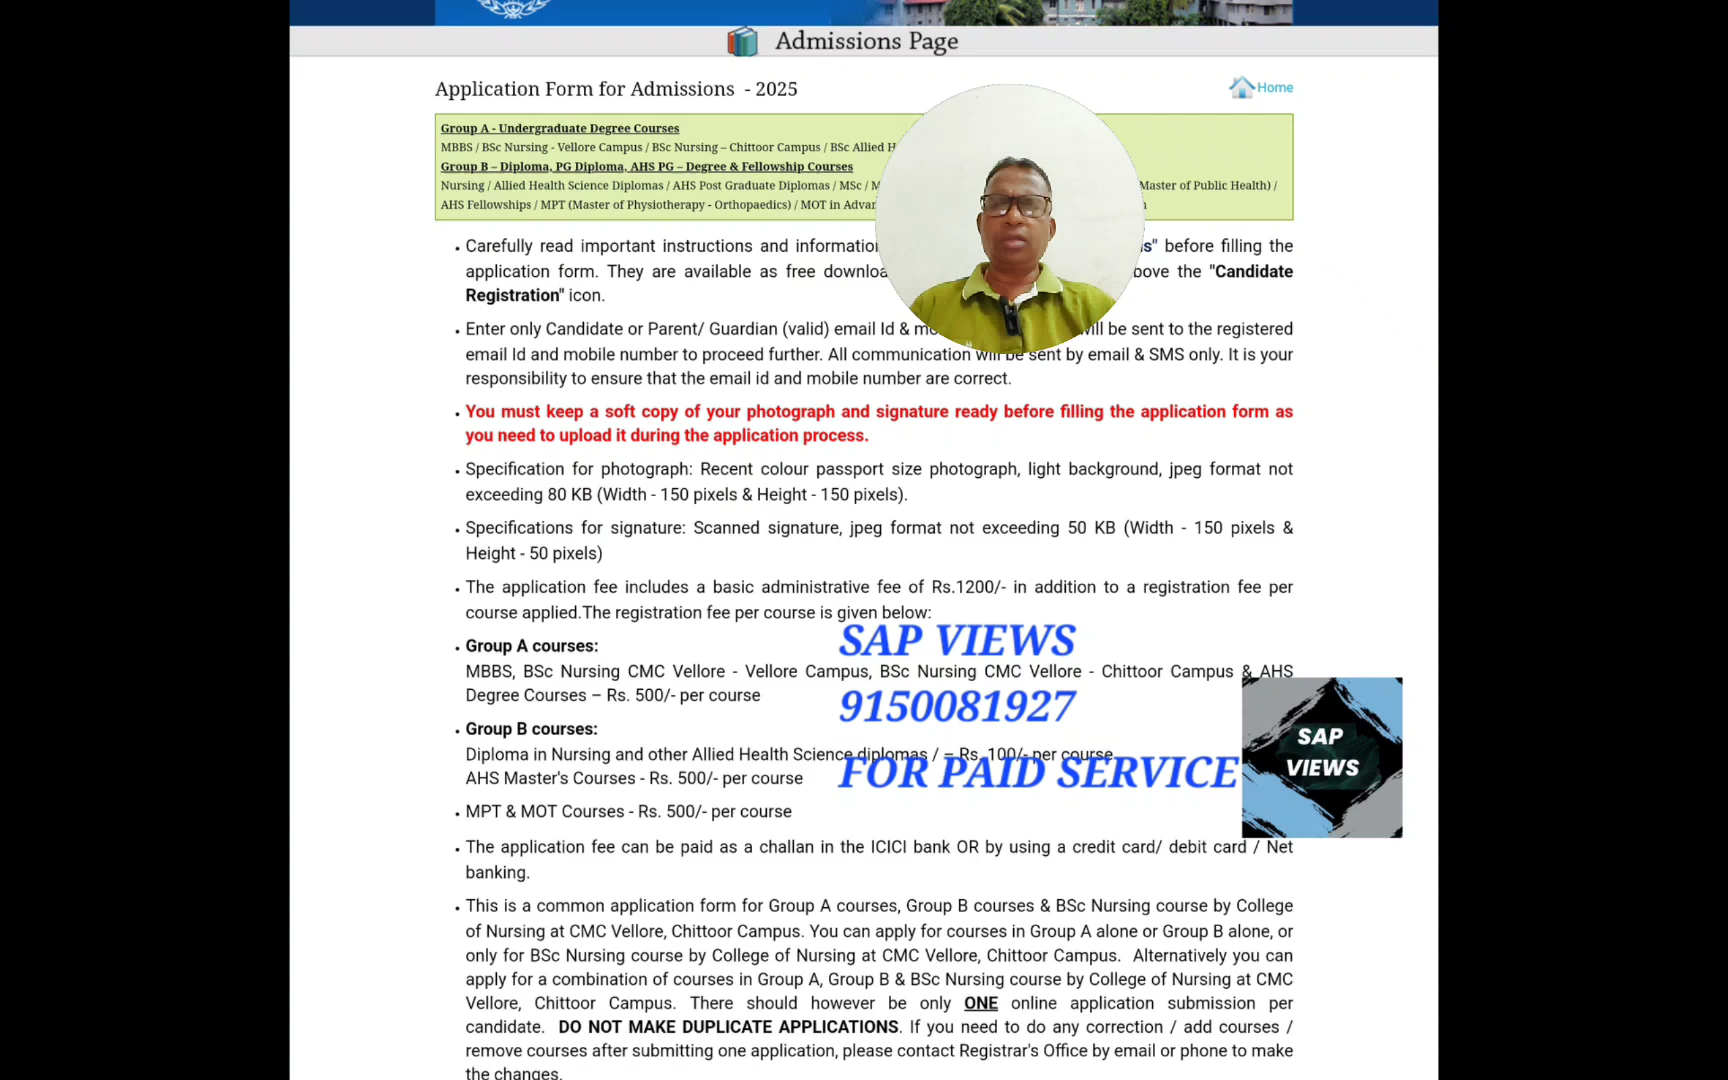 Admissions Page
Application Form for Admissions - 2025
Home
Group A - Undergraduate Degree Courses
MBBS / BSc Nursing - Vellore Campus / BSc Nursing – Chittoor Campus / BSc Allied H
Group B – Diploma, PG Diploma, AHS PG – Degree & Fellowship Courses
Nursing / Allied Health Science Diplomas / AHS Post Graduate Diplomas / MSc / M
Master of Public Health) /
AHS Fellowships / MPT (Master of Physiotherapy - Orthopaedics) / MOT in Advan
• Carefully read important instructions and information
" before filling the
application form. They are available as free
above the "Candidate
Registration" icon.
• Enter only Candidate or Parent/ Guardian (valid) email Id &
will be sent to the registered
email Id and mobile number to proceed further. All communication will be sent by email & SMS only. It is your
responsibility to ensure that the email id and mobile number are correct.
• You must keep a soft copy of your photograph and signature ready before filling the application form as
you need to upload it during the application process.
• Specification for photograph: Recent colour passport size photograph, light background, jpeg format not
exceeding 80 KB (Width - 150 pixels & Height - 150 pixels).
• Specifications for signature: Scanned signature, jpeg format not exceeding 50 KB (Width - 150 pixels &
Height - 50 pixels)
• The application fee includes a basic administrative fee of Rs.1200/- in addition to a registration fee per
course applied.The registration fee per course is given below:
• Group A courses:
SAP VIEWS
MBBS, BSc Nursing CMC Vellore - Vellore Campus, BSc Nursing CMC Vellore - Chittoor Campus & AHS
Degree Courses – Rs. 500/- per course
9150081927
• Group B courses:
Diploma in Nursing and other Allied Health Science diplomas / – Rs. 100/- per course
FOR PAID SERVICE
AHS Master's Courses - Rs. 500/- per course
SAP
VIEWS
• MPT & MOT Courses - Rs. 500/- per course
• The application fee can be paid as a challan in the ICICI bank OR by using a credit card/ debit card / Net
banking.
• This is a common application form for Group A courses, Group B courses & BSc Nursing course by College
of Nursing at CMC Vellore, Chittoor Campus. You can apply for courses in Group A alone or Group B alone, or
only for BSc Nursing course by College of Nursing at CMC Vellore, Chittoor Campus. Alternatively you can
apply for a combination of courses in Group A, Group B & BSc Nursing course by College of Nursing at CMC
Vellore, Chittoor Campus. There should however be only ONE online application submission per
candidate. DO NOT MAKE DUPLICATE APPLICATIONS. If you need to do any correction / add courses /
remove courses after submitting one application, please contact Registrar's Office by email or phone to make
the changes.